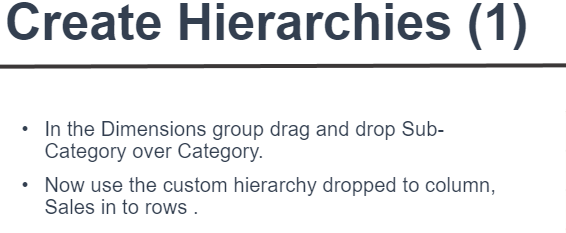 Create Hierarchies (1)
• In the Dimensions group drag and drop Sub-
Category over Category.
• Now use the custom hierarchy dropped to column,
Sales in to rows .